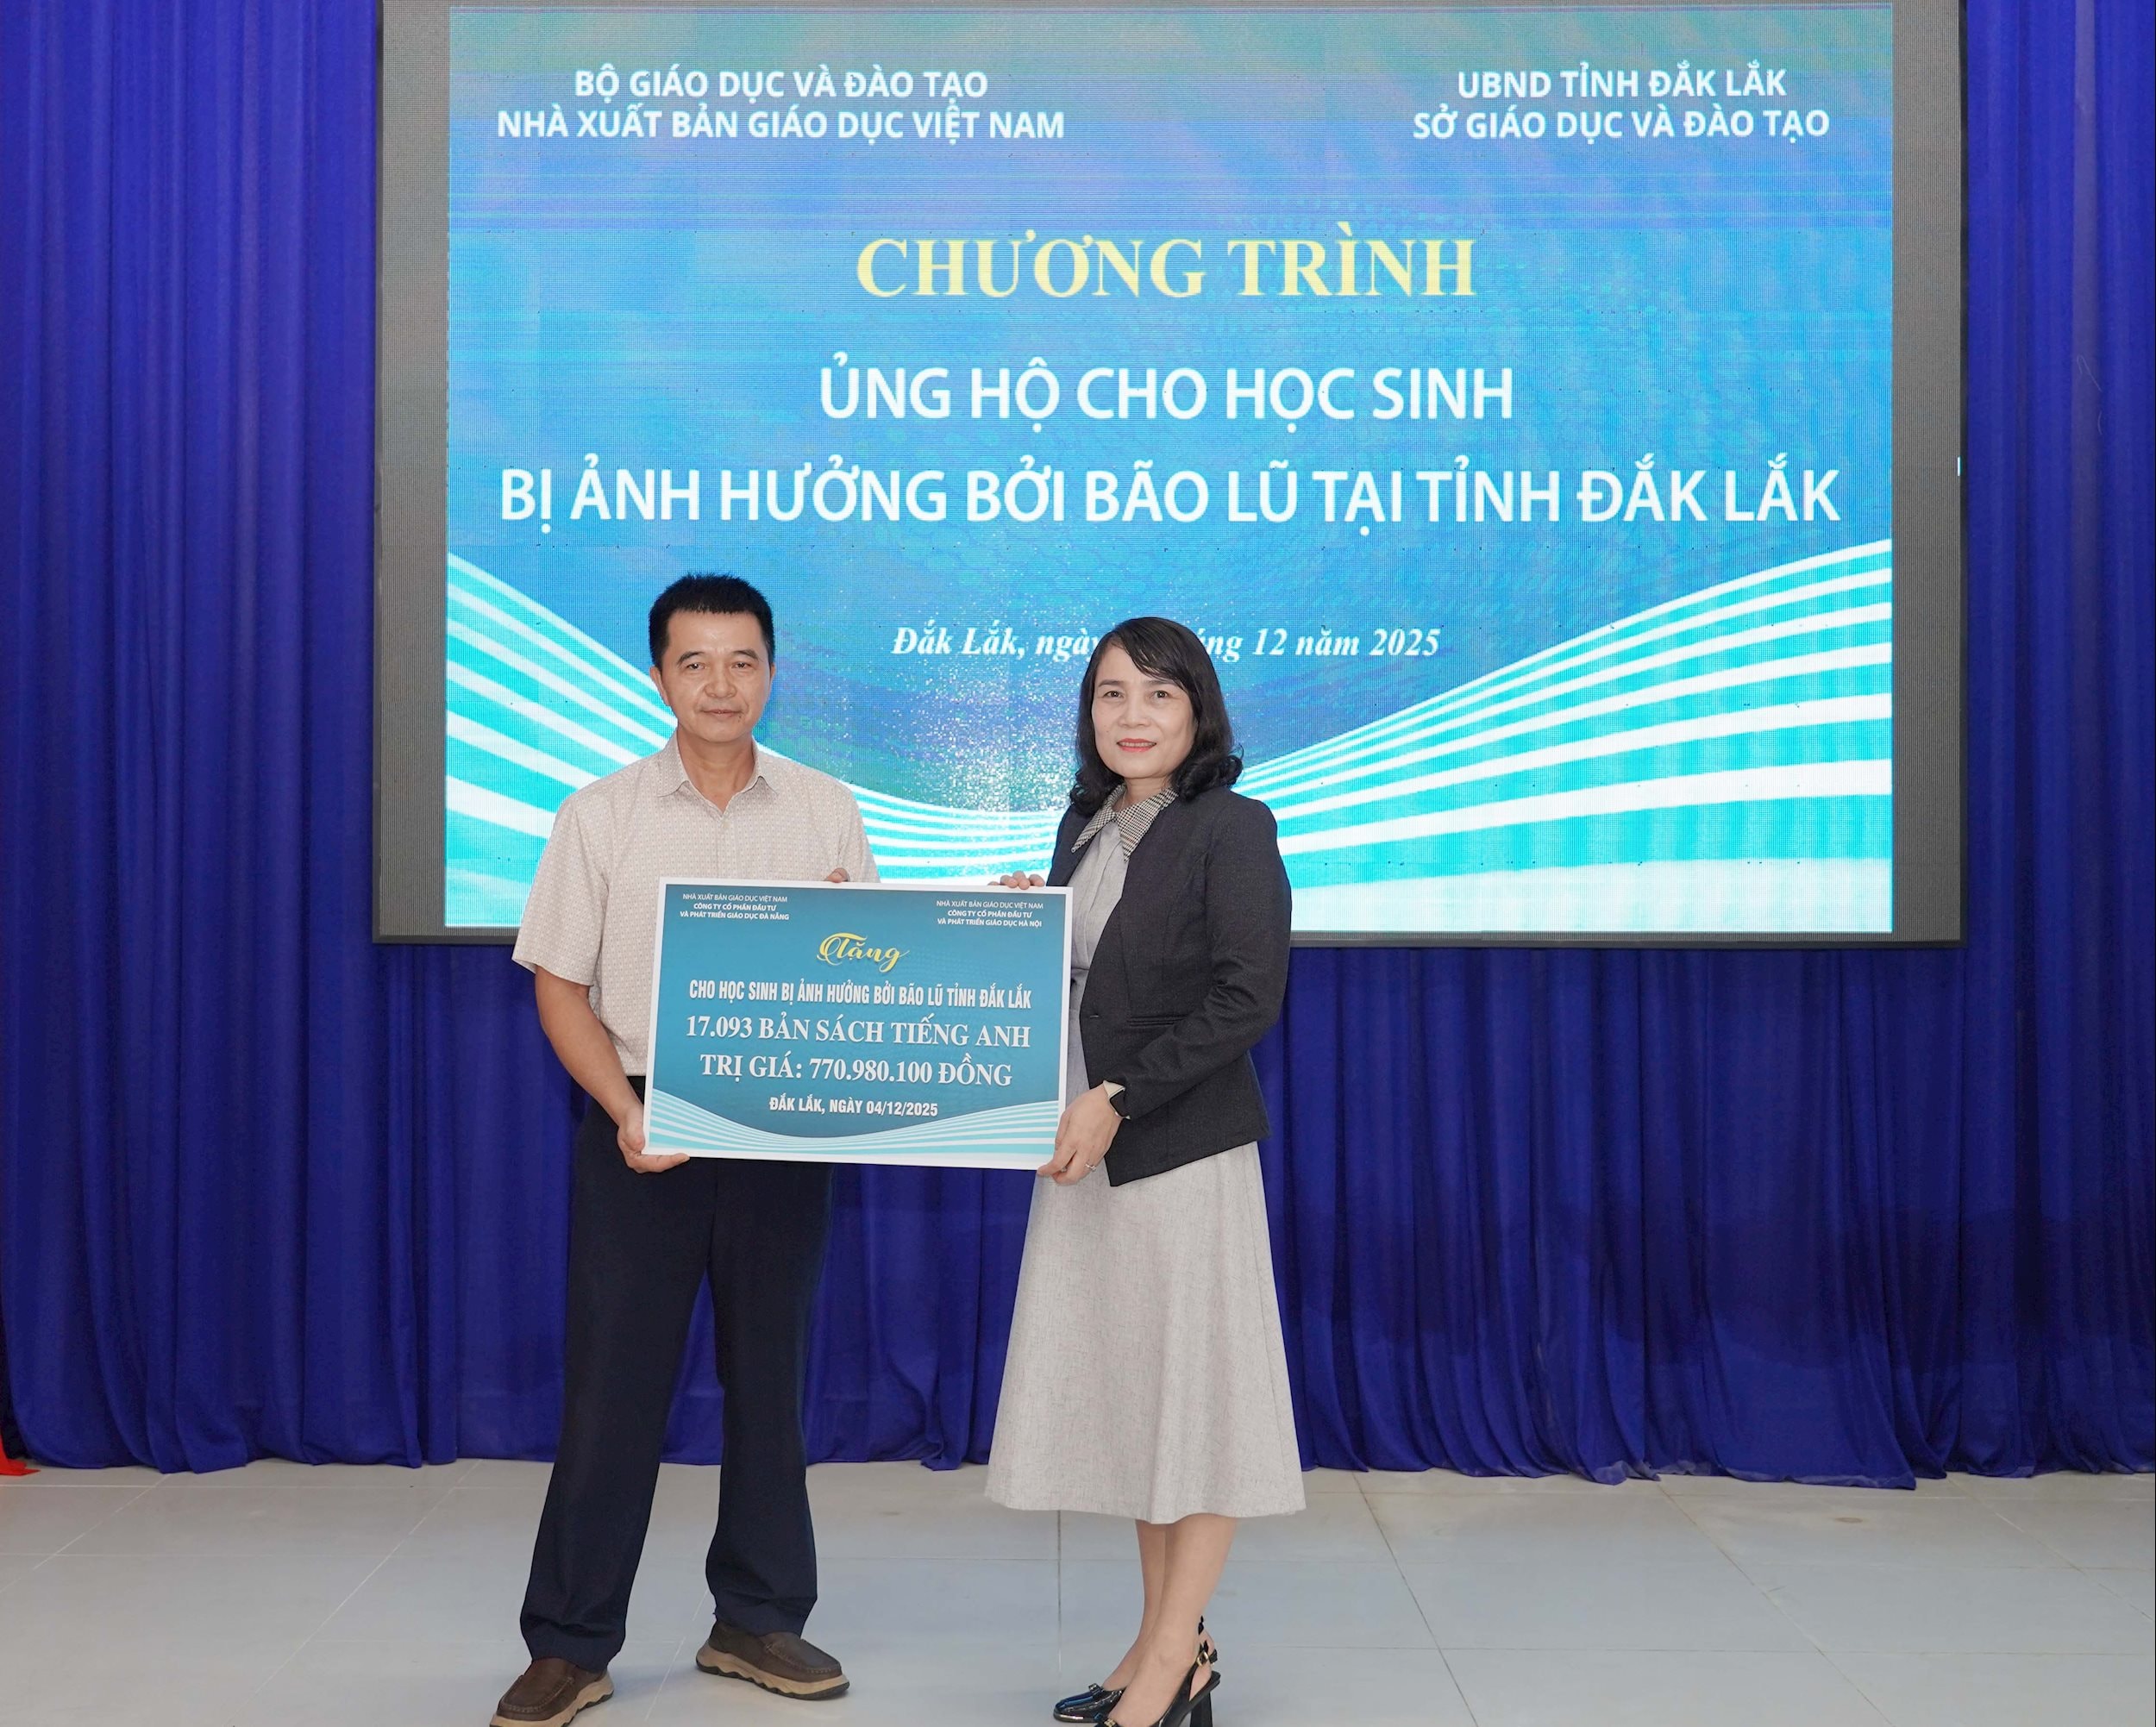 BỘ GIÁO DỤC VÀ ĐÀO TẠO
NHÀ XUẤT BẢN GIÁO DỤC VIỆT NAM
UBND TỈNH ĐẮK LẮK
SỞ GIÁO DỤC VÀ ĐÀO TẠO
CHƯƠNG TRÌNH
ỦNG HỘ CHO HỌC SINH
BỊ ẢNH HƯỞNG BỞI BÃO LŨ TẠI TỈNH ĐẮK LẮK
Đắk Lắk, 12 năm 2025
NHÀ XUẤT BẢN GIÁO DỤC VIỆT NAM
CÔNG TY CỔ PHẦN ĐẦU TƯ
VÀ PHÁT TRIỂN GIÁO DỤC ĐÀ NẴNG
NHÀ XUẤT BẢN GIÁO DỤC VIỆT NAM
CÔNG TY CỔ PHẦN ĐẦU TƯ
VÀ PHÁT TRIỂN GIÁO DỤC HÀ NỘI
Tặng
CHO HỌC SINH BỊ ẢNH HƯỞNG BỞI BÃO LŨ TỈNH ĐẮK LẮK
17.093 BẢN SÁCH TIẾNG ANH
TRỊ GIÁ: 770.980.100 ĐỒNG
ĐẮK LẮK, NGÀY 04/12/2025